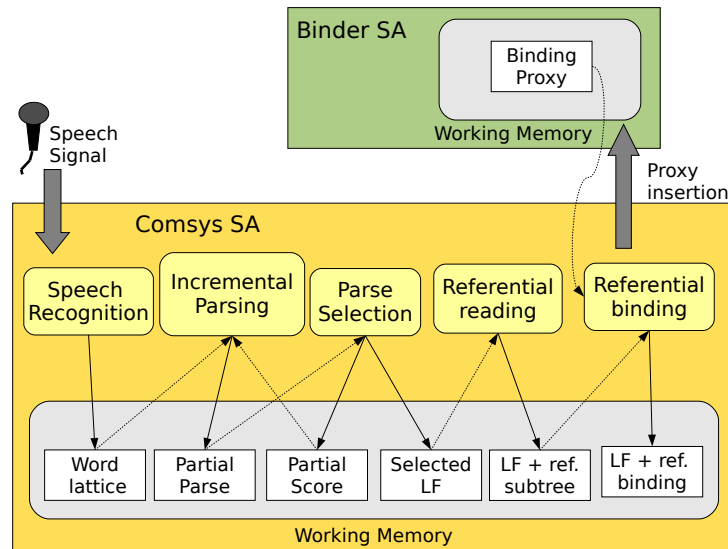 Binder SA
Binding
Proxy
Working Memory
Speech
Signal
Proxy
insertion
Comsys SA
Speech
Recognition
Incremental
Parsing
Parse
Selection
Referential
reading
Referential
binding
Word
lattice
Partial
Parse
Partial
Score
Selected
LF
LF + ref.
subtree
LF + ref.
binding
Working Memory